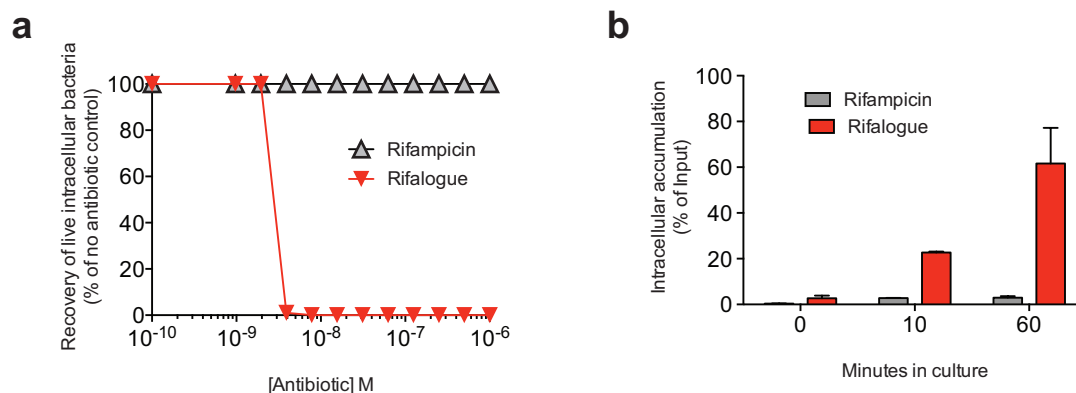 a
Recovery of live intracellular bacteria
(% of no antibiotic control)
100
80
60
40
20
0
Rifampicin
Rifalogue
10-10
10-9
10-8
10-7
10-6
[Antibiotic] M
b
Intracellular accumulation
(% of Input)
100
80
60
40
20
0
Rifampicin
Rifalogue
0
10
60
Minutes in culture